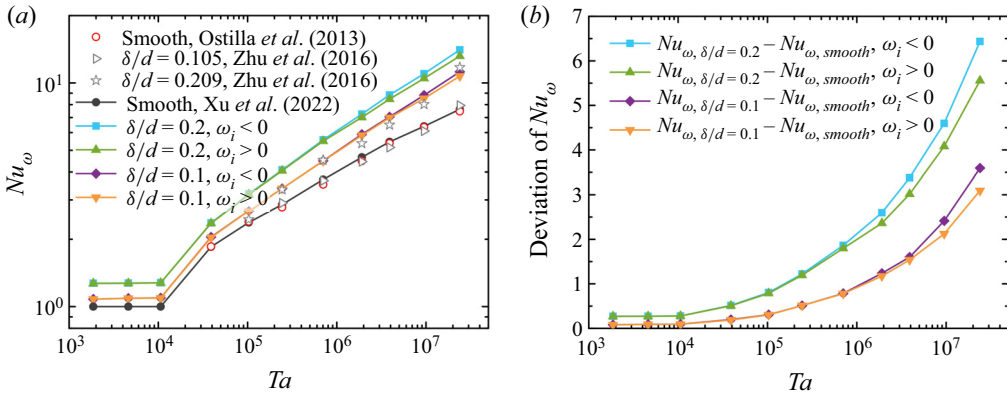 (a)
Smooth, Ostilla et al. (2013)
δ/d = 0.105, Zhu et al. (2016)
δ/d = 0.209, Zhu et al. (2016)
Smooth, Xu et al. (2022)
δ/d = 0.2, ω_i < 0
δ/d = 0.2, ω_i > 0
δ/d = 0.1, ω_i < 0
δ/d = 0.1, ω_i > 0
Nu_ω
10^1
10^0
10^3 10^4 10^5 10^6 10^7
Ta
(b)
Nu_ω, δ/d = 0.2 – Nu_ω, smooth, ω_i < 0
Nu_ω, δ/d = 0.2 – Nu_ω, smooth, ω_i > 0
Nu_ω, δ/d = 0.1 – Nu_ω, smooth, ω_i < 0
Nu_ω, δ/d = 0.1 – Nu_ω, smooth, ω_i > 0
Deviation of Nu_ω
7
6
5
4
3
2
1
0
10^3 10^4 10^5 10^6 10^7
Ta